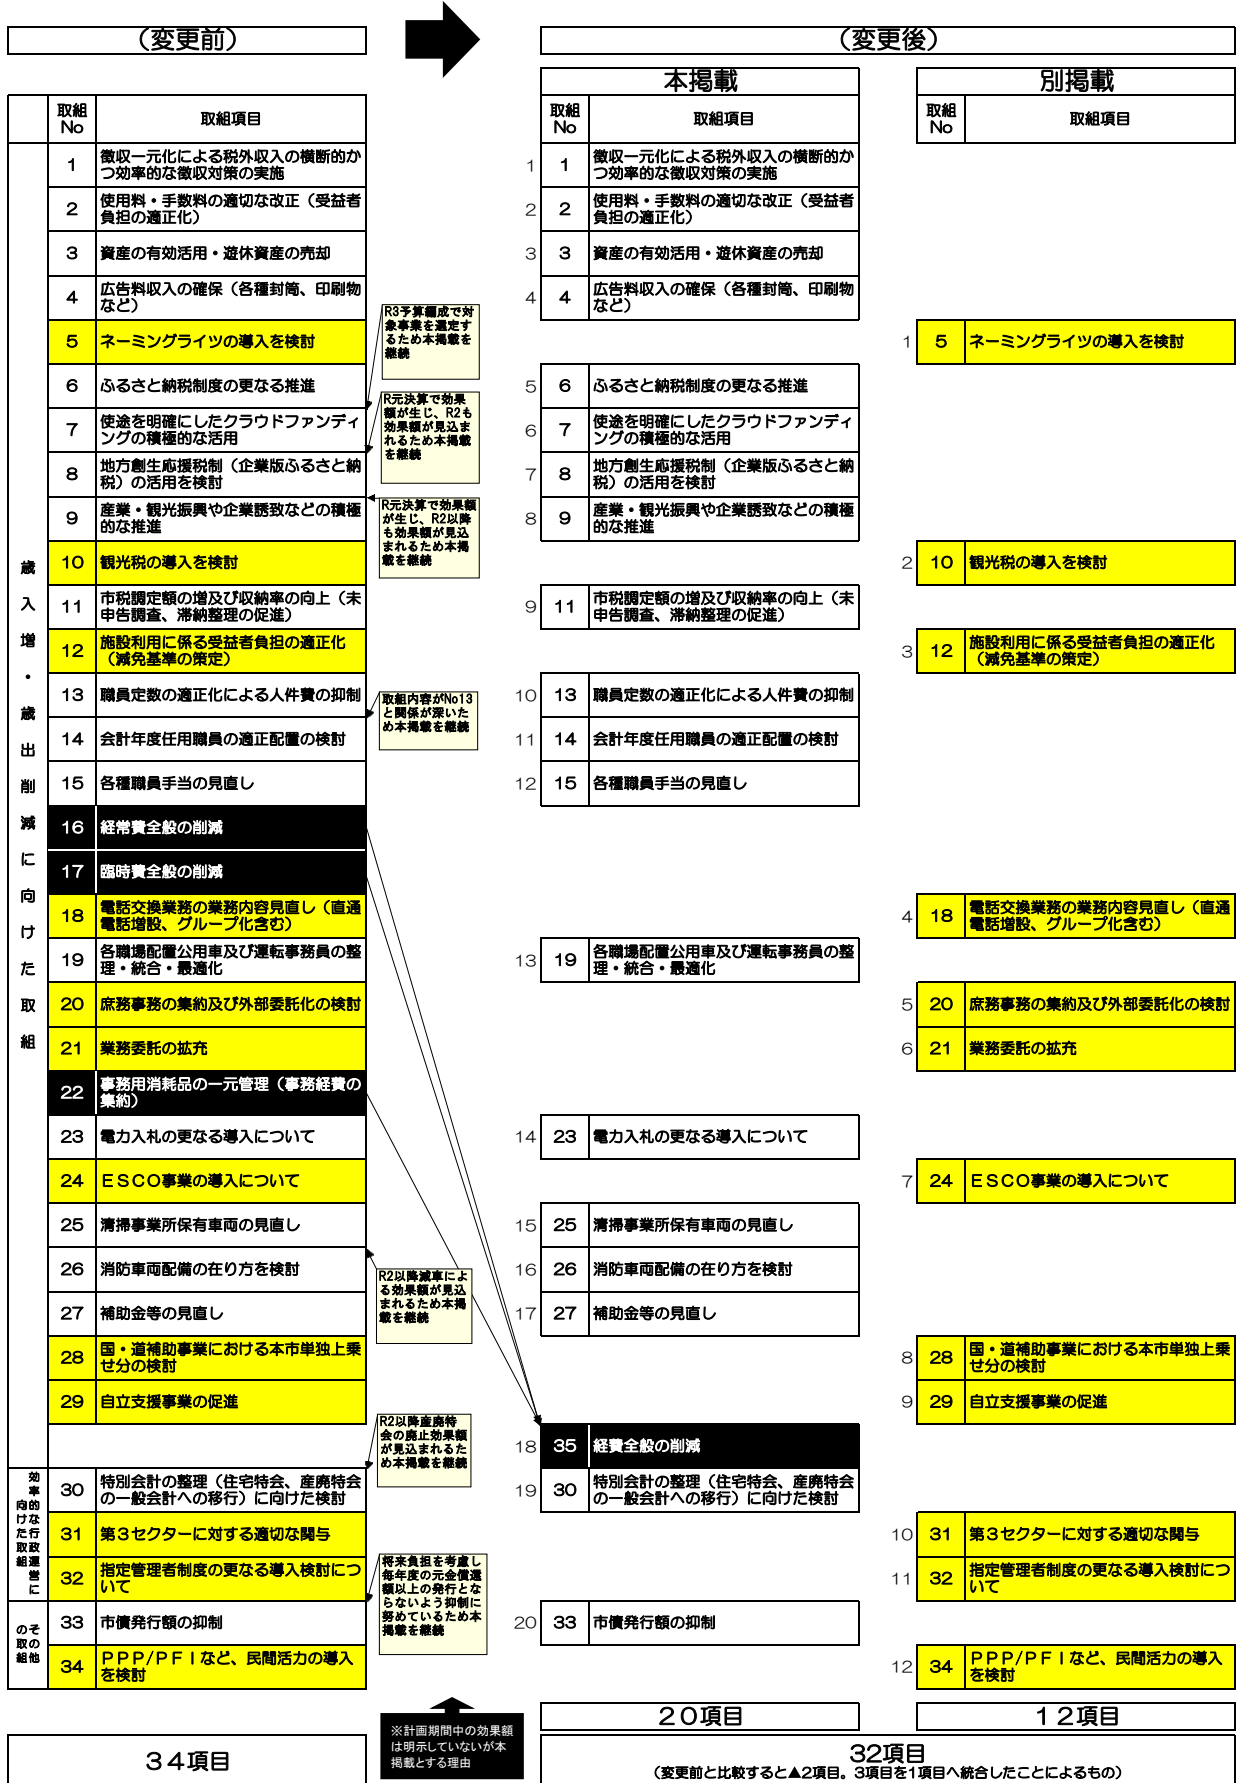 （変更前）
（変更後）
本掲載
別掲載
取組
No
取組項目
取組
No
取組項目
取組
No
取組項目
歳入増・歳出削減に向けた取組
1
徴収一元化による税外収入の横断的か
つ効率的な徴収対策の実施
2
使用料・手数料の適切な改正（受益者
負担の適正化）
3
資産の有効活用・遊休資産の売却
4
広告料収入の確保（各種封筒、印刷物
など）
5
ネーミングライツの導入を検討
6
ふるさと納税制度の更なる推進
7
使途を明確にしたクラウドファンディ
ングの積極的な活用
8
地方創生応援税制（企業版ふるさと納
税）の活用を検討
9
産業・観光振興や企業誘致などの積極
的な推進
10
観光税の導入を検討
11
市税調定額の増及び収納率の向上（未
申告調査、滞納整理の促進）
12
施設利用に係る受益者負担の適正化
（減免基準の策定）
13
職員定数の適正化による人件費の抑制
14
会計年度任用職員の適正配置の検討
15
各種職員手当の見直し
16
経常費全般の削減
17
臨時費全般の削減
18
電話交換業務の業務内容見直し（直通
電話増設、グループ化含む）
19
各職場配置公用車及び運転事務員の整
理・統合・最適化
20
庶務事務の集約及び外部委託化の検討
21
業務委託の拡充
22
事務用消耗品の一元管理（事務経費の
集約）
23
電力入札の更なる導入について
24
ＥＳＣＯ事業の導入について
25
清掃事業所保有車両の見直し
26
消防車両配備の在り方を検討
27
補助金等の見直し
28
国・道補助事業における本市単独上乗
せ分の検討
29
自立支援事業の促進
効率的な行政運営に
向けた取組
30
特別会計の整理（住宅特会、産廃特会
の一般会計への移行）に向けた検討
31
第３セクターに対する適切な関与
32
指定管理者制度の更なる導入検討につ
いて
その他
の取組
33
市債発行額の抑制
34
ＰＰＰ/ＰＦＩなど、民間活力の導入
を検討
３４項目
R3予算編成で対
象事業を選定す
るため本掲載を
継続
R元決算で効果
額が生じ、R2も
効果額が見込ま
れるため本掲載
を継続
R元決算で効果額
が生じ、R2以降
も効果額が見込
まれるため本掲
載を継続
取組内容がNo13
と関係が深いた
め本掲載を継続
R2以降減車によ
る効果額が見込
まれるため本掲
載を継続
R2以降産廃特
会の廃止効果額
が見込まれるた
め本掲載を継続
将来負担を考慮し
毎年度の元金償還
額以上の発行とな
らないよう抑制に
努めているため本
掲載を継続
※計画期間中の効果額
は明示していないが本
掲載とする理由
1 1
徴収一元化による税外収入の横断的か
つ効率的な徴収対策の実施
2 2
使用料・手数料の適切な改正（受益者
負担の適正化）
3 3
資産の有効活用・遊休資産の売却
4 4
広告料収入の確保（各種封筒、印刷物
など）
5 6
ふるさと納税制度の更なる推進
6 7
使途を明確にしたクラウドファンディ
ングの積極的な活用
7 8
地方創生応援税制（企業版ふるさと納
税）の活用を検討
8 9
産業・観光振興や企業誘致などの積極
的な推進
9 11
市税調定額の増及び収納率の向上（未
申告調査、滞納整理の促進）
10 13
職員定数の適正化による人件費の抑制
11 14
会計年度任用職員の適正配置の検討
12 15
各種職員手当の見直し
13 19
各職場配置公用車及び運転事務員の整
理・統合・最適化
14 23
電力入札の更なる導入について
15 25
清掃事業所保有車両の見直し
16 26
消防車両配備の在り方を検討
17 27
補助金等の見直し
18 35
経費全般の削減
19 30
特別会計の整理（住宅特会、産廃特会
の一般会計への移行）に向けた検討
20 33
市債発行額の抑制
２０項目
1 5
ネーミングライツの導入を検討
2 10
観光税の導入を検討
3 12
施設利用に係る受益者負担の適正化
（減免基準の策定）
4 18
電話交換業務の業務内容見直し（直通
電話増設、グループ化含む）
5 20
庶務事務の集約及び外部委託化の検討
6 21
業務委託の拡充
7 24
ＥＳＣＯ事業の導入について
8 28
国・道補助事業における本市単独上乗
せ分の検討
9 29
自立支援事業の促進
10 31
第３セクターに対する適切な関与
11 32
指定管理者制度の更なる導入検討につ
いて
12 34
ＰＰＰ/ＰＦＩなど、民間活力の導入
を検討
１２項目
32項目
（変更前と比較すると▲2項目。３項目を１項目へ統合したことによるもの）